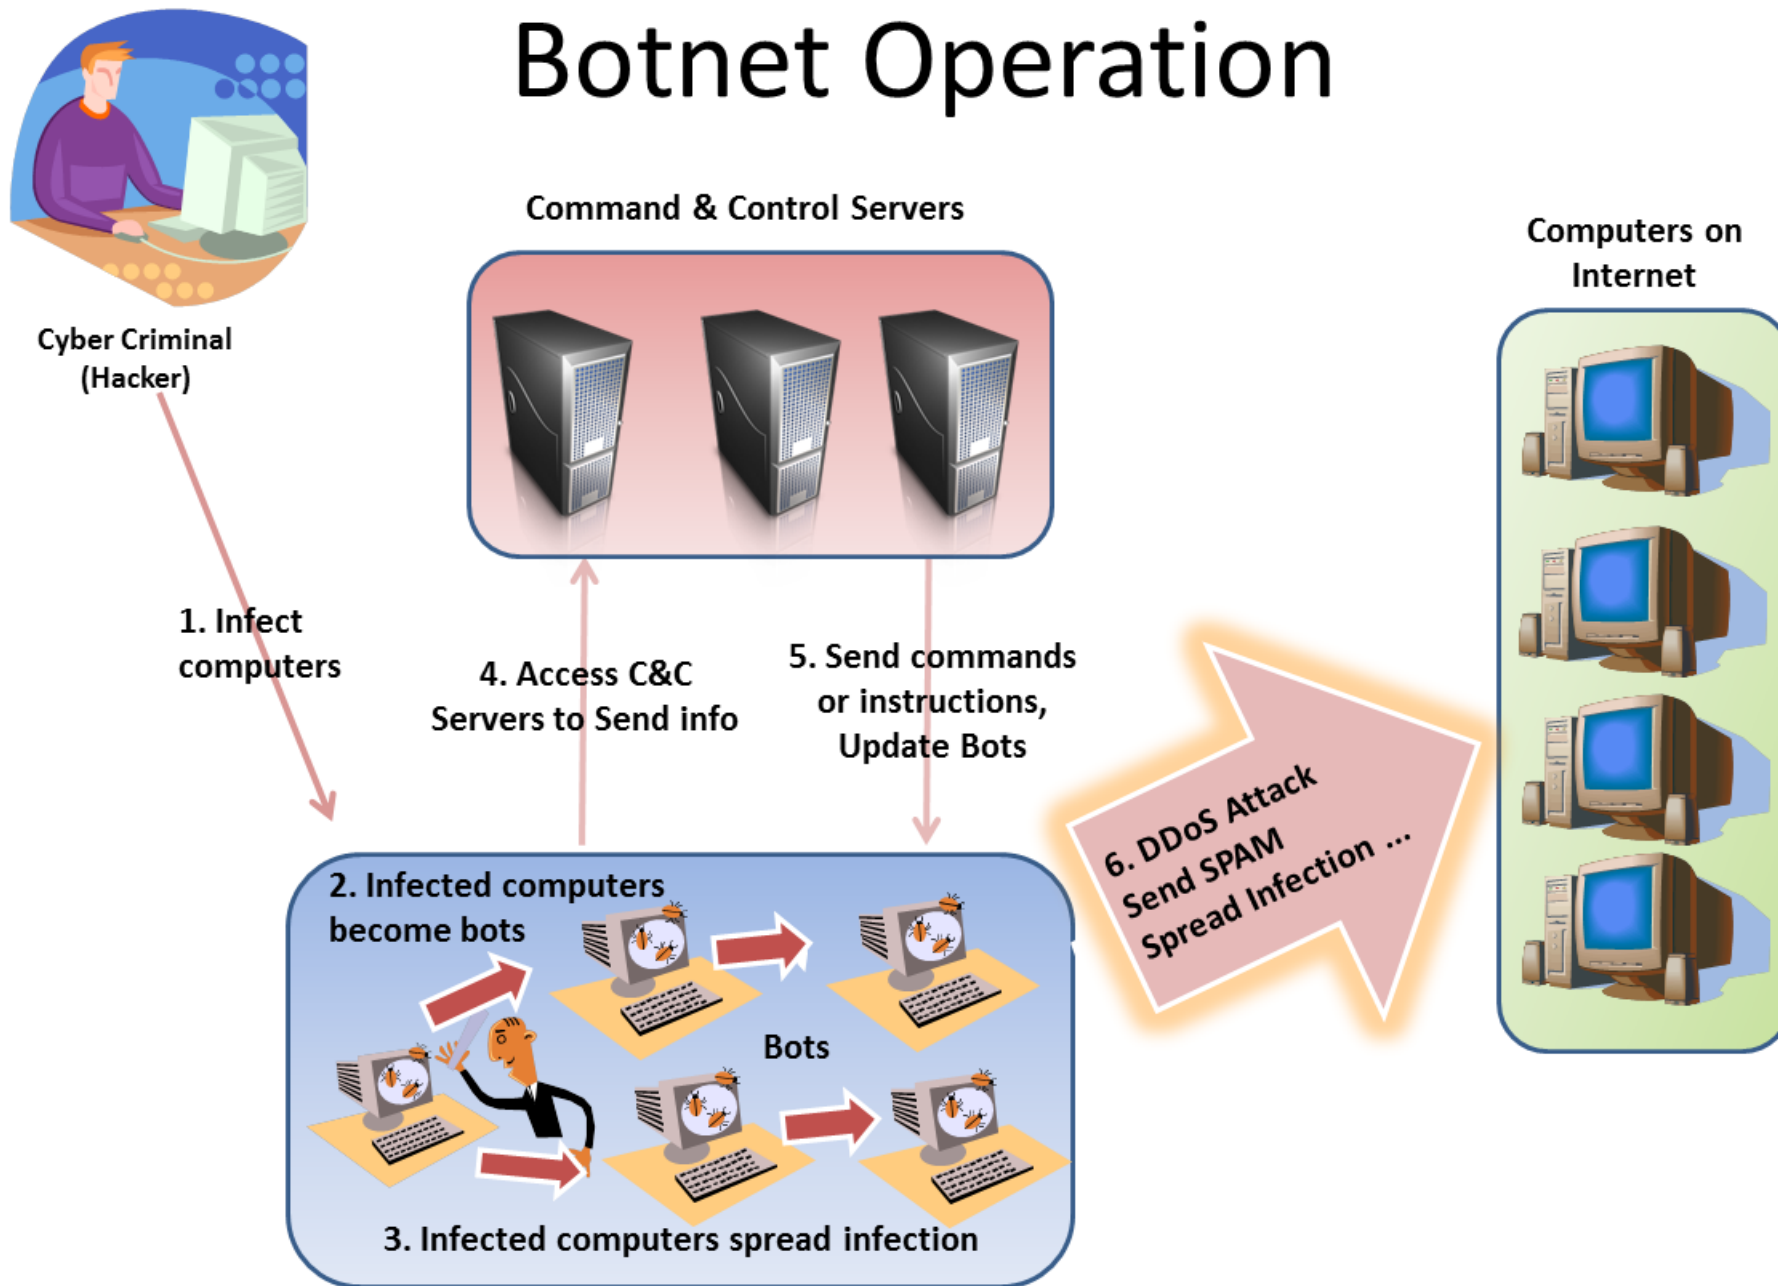 Botnet Operation
Cyber Criminal
(Hacker)
Command & Control Servers
Computers on
Internet
1. Infect
computers
4. Access C&C
Servers to Send info
5. Send commands
or instructions,
Update Bots
6. DDoS Attack
Send SPAM
Spread Infection ...
2. Infected computers
become bots
Bots
3. Infected computers spread infection